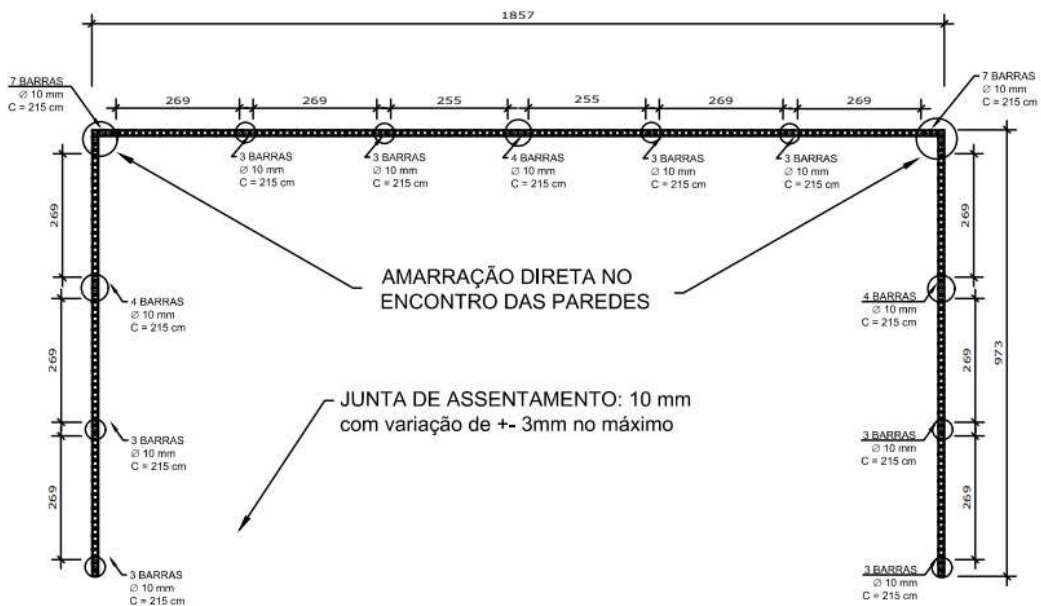 1857
7 BARRAS
Ø 10 mm
C = 215 cm
269
269
255
255
269
269
7 BARRAS
Ø 10 mm
C = 215 cm
3 BARRAS
Ø 10 mm
C = 215 cm
3 BARRAS
Ø 10 mm
C = 215 cm
4 BARRAS
Ø 10 mm
C = 215 cm
3 BARRAS
Ø 10 mm
C = 215 cm
3 BARRAS
Ø 10 mm
C = 215 cm
269
269
AMARRAÇÃO DIRETA NO
ENCONTRO DAS PAREDES
4 BARRAS
Ø 10 mm
C = 215 cm
4 BARRAS
Ø 10 mm
C = 215 cm
269
269
973
JUNTA DE ASSENTAMENTO: 10 mm
com variação de +- 3mm no máximo
3 BARRAS
Ø 10 mm
C = 215 cm
3 BARRAS
Ø 10 mm
C = 215 cm
269
269
3 BARRAS
Ø 10 mm
C = 215 cm
3 BARRAS
Ø 10 mm
C = 215 cm